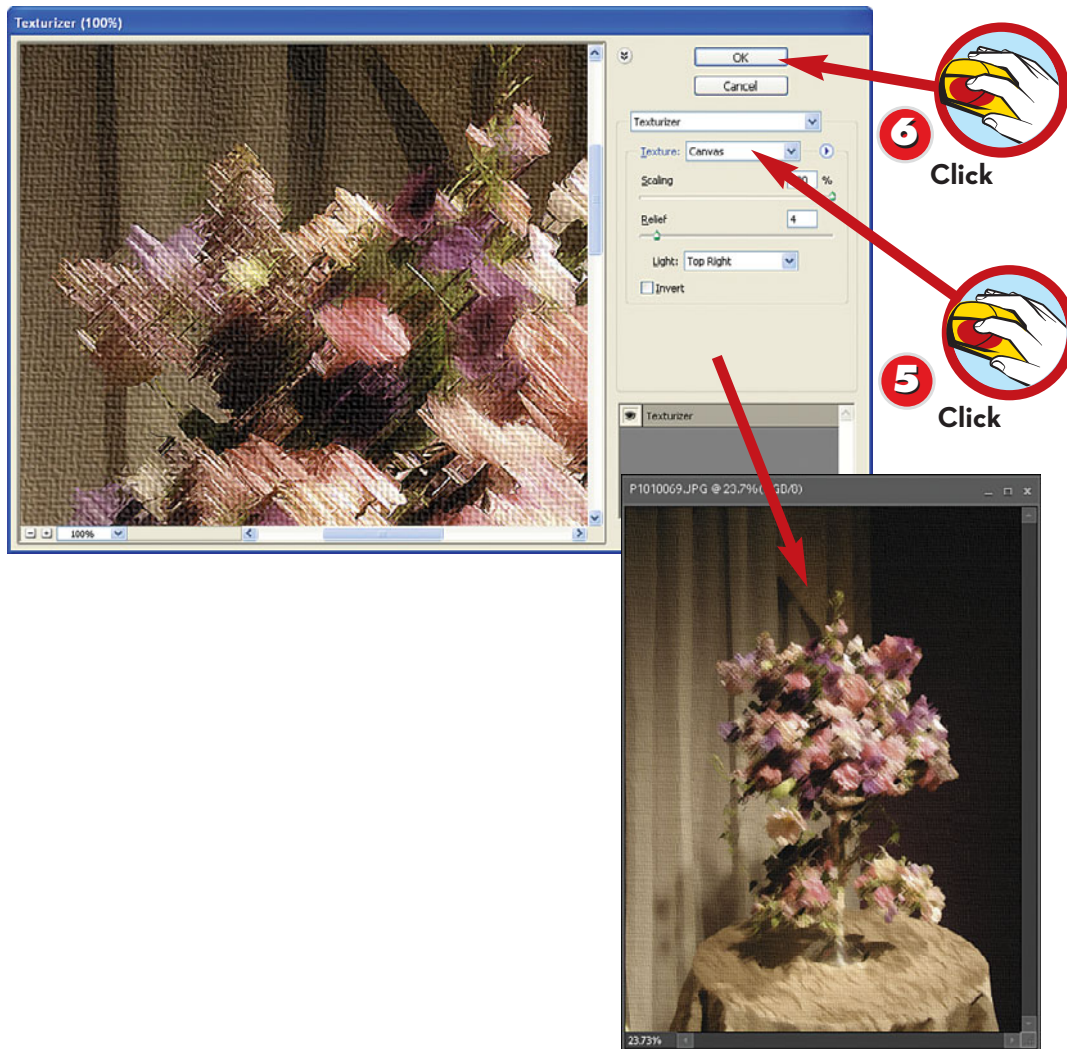 Texturizer (100%)
OK
Cancel
Texturizer
Texture: Canvas
Scaling %
Relief 4
Light: Top Right
Invert
Texturizer
100%
6
Click
5
Click
P1010069.JPG @ 23.7%
23.73%